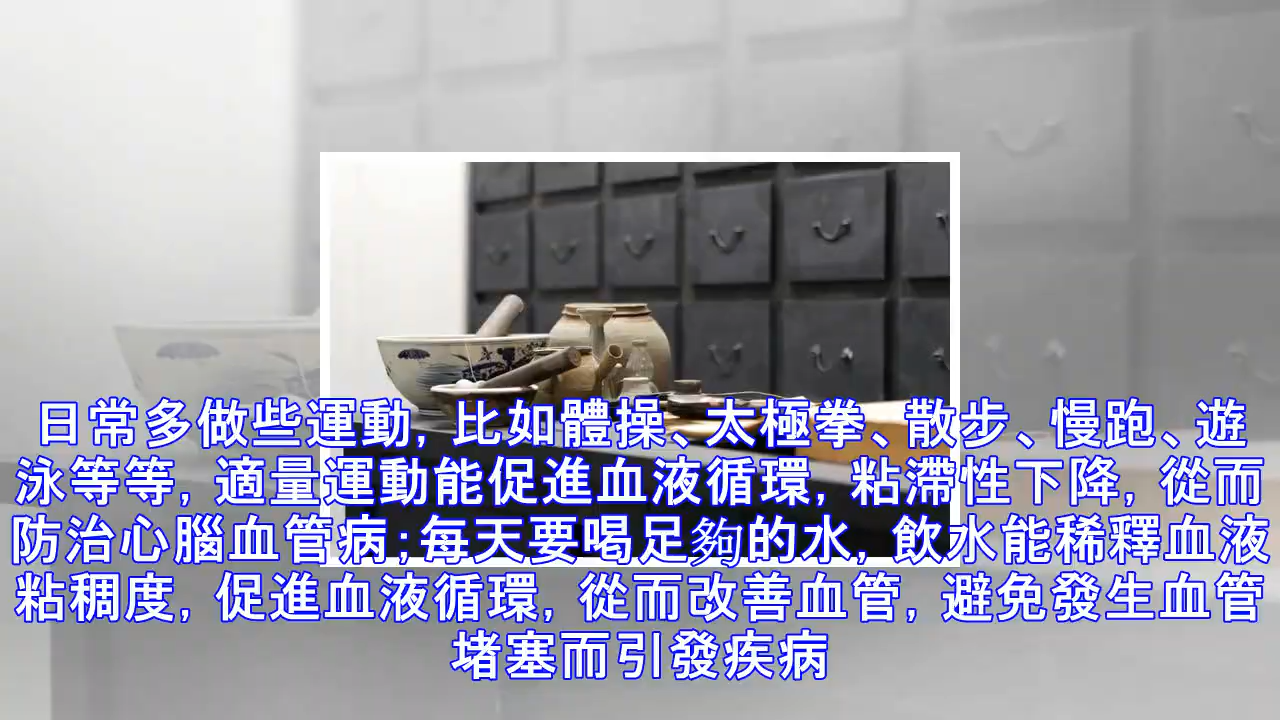 日常多做些運動, 比如體操、太極拳、散步、慢跑、遊
泳等等, 適量運動能促進血液循環, 粘滯性下降, 從而
防治心腦血管病;每天要喝足夠的水, 飲水能稀釋血液
粘稠度, 促進血液循環, 從而改善血管, 避免發生血管
堵塞而引發疾病